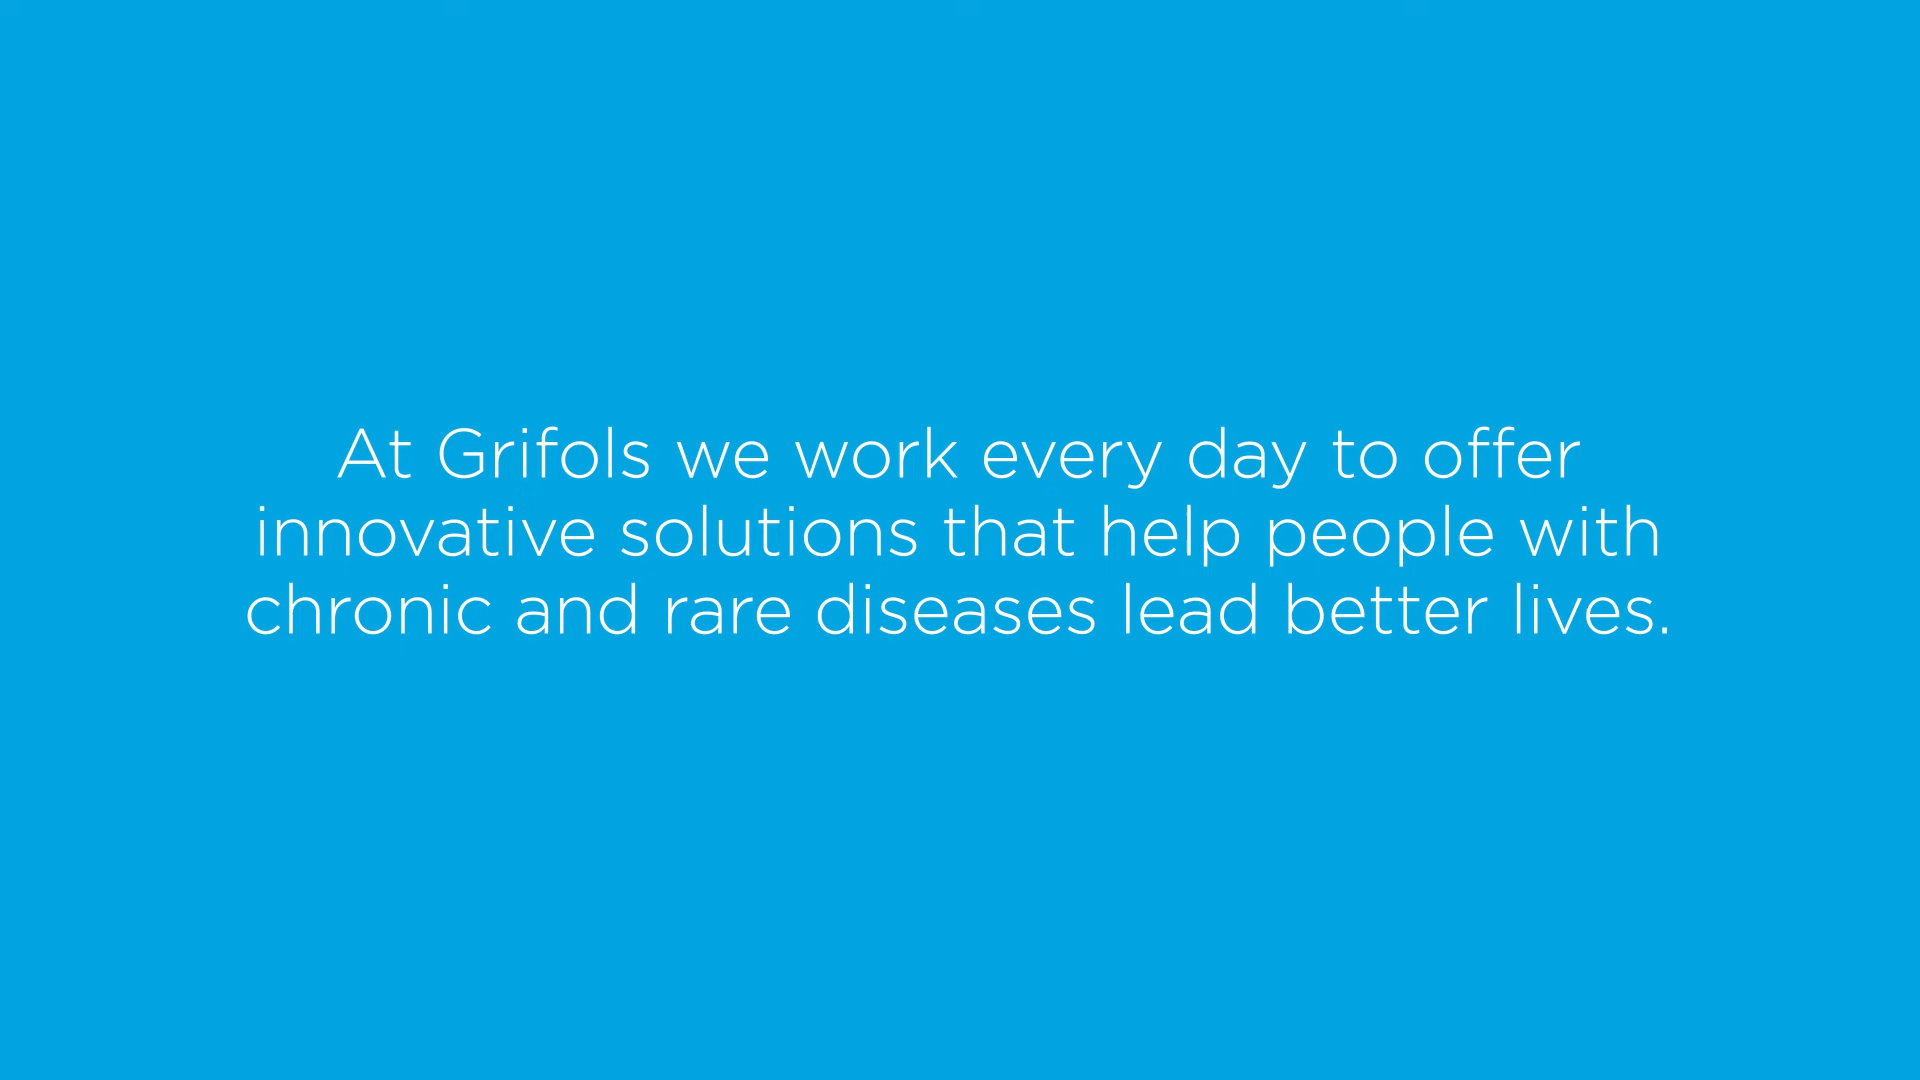 At Grifols we work every day to offer
innovative solutions that help people with
chronic and rare diseases lead better lives.